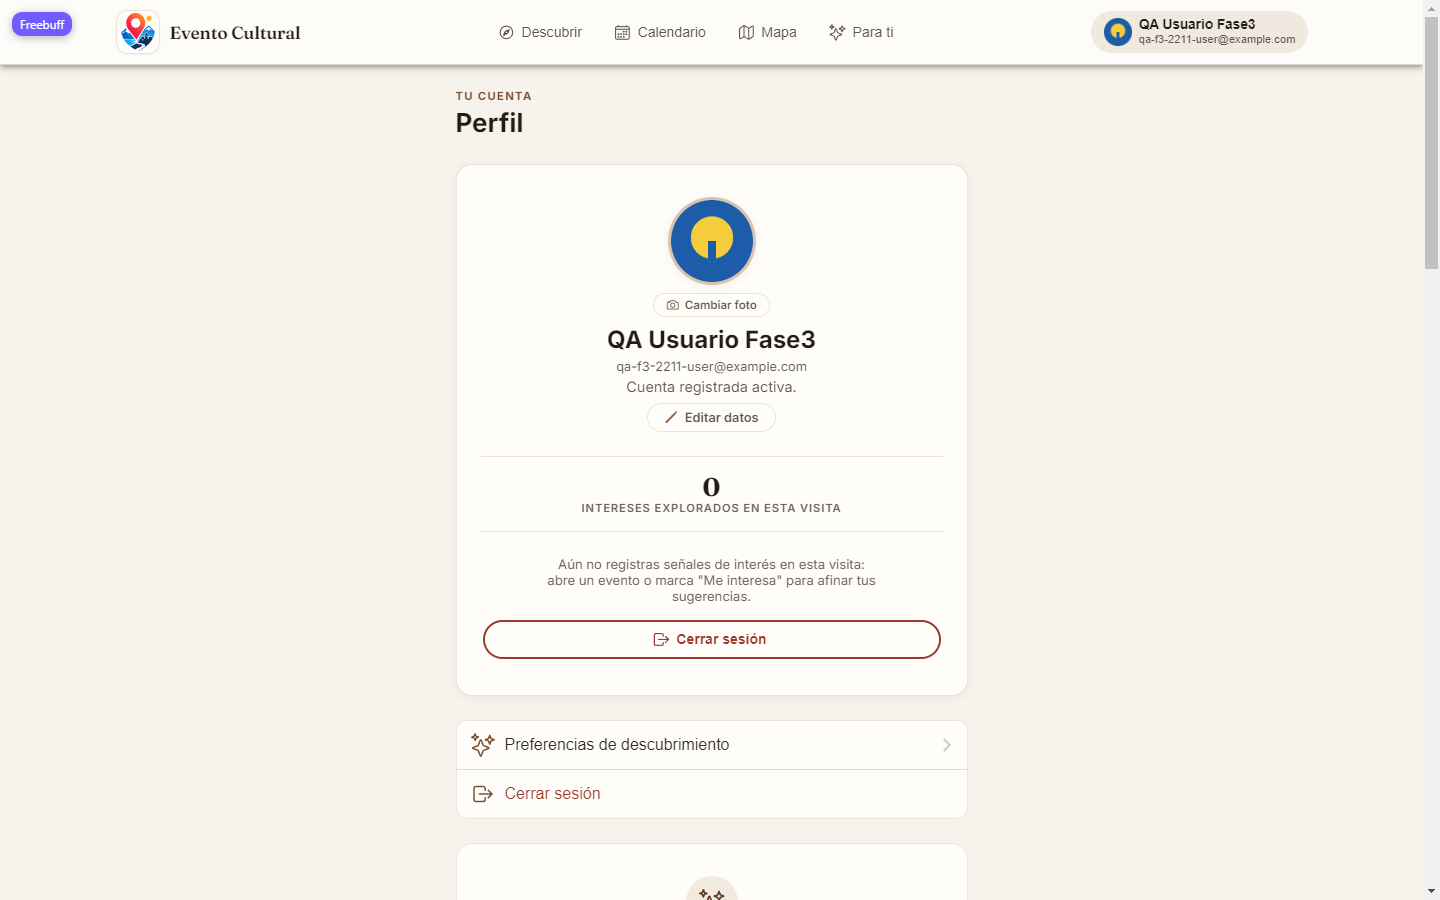 Freebuff
Evento Cultural
Descubrir
Calendario
Mapa
Para ti
QA Usuario Fase3
qa-f3-2211-user@example.com
TU CUENTA
Perfil
Cambiar foto
QA Usuario Fase3
qa-f3-2211-user@example.com
Cuenta registrada activa.
Editar datos
0
INTERESES EXPLORADOS EN ESTA VISITA
Aún no registras señales de interés en esta visita:
abre un evento o marca "Me interesa" para afinar tus
sugerencias.
Cerrar sesión
Preferencias de descubrimiento
Cerrar sesión